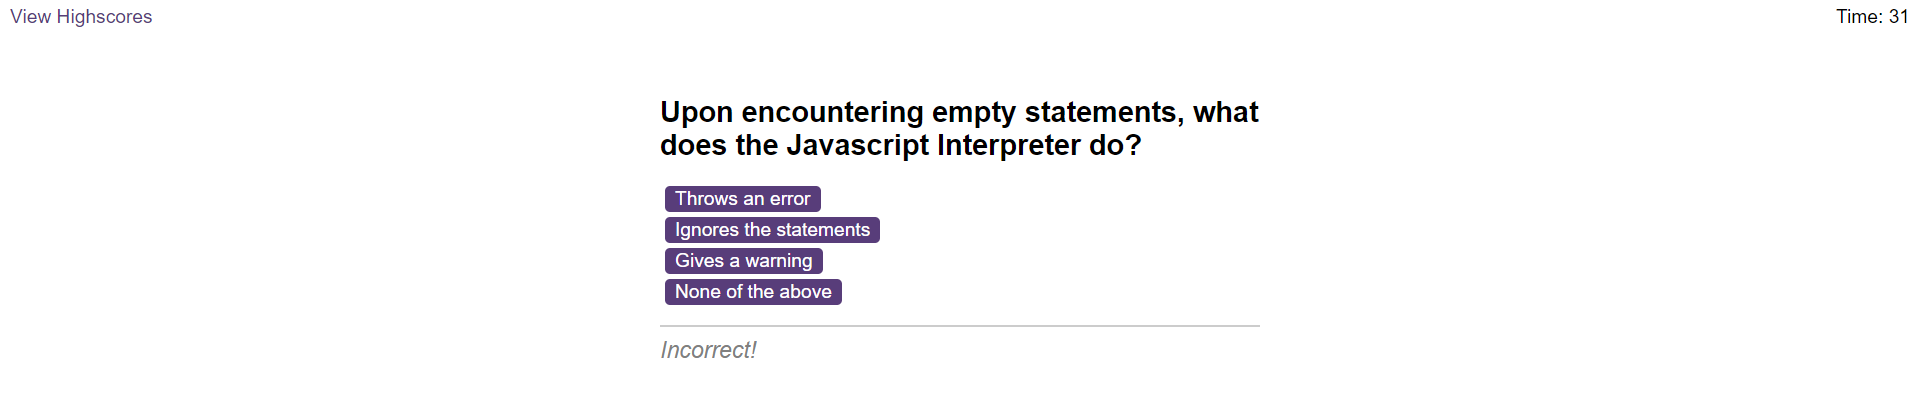 View Highscores
Time: 31
Upon encountering empty statements, what
does the Javascript Interpreter do?
Throws an error
Ignores the statements
Gives a warning
None of the above
Incorrect!